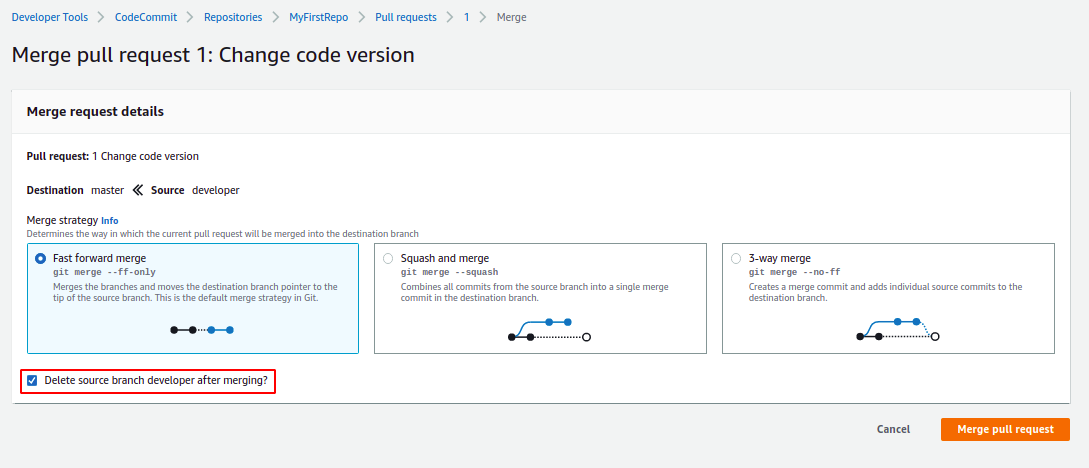 Developer Tools > CodeCommit > Repositories > MyFirstRepo > Pull requests > 1 > Merge
Merge pull request 1: Change code version
Merge request details
Pull request: 1 Change code version
Destination master « Source developer
Merge strategy Info
Determines the way in which the current pull request will be merged into the destination branch
Fast forward merge
git merge --ff-only
Merges the branches and moves the destination branch pointer to the
tip of the source branch. This is the default merge strategy in Git.
Squash and merge
git merge --squash
Combines all commits from the source branch into a single merge
commit in the destination branch.
3-way merge
git merge --no-ff
Creates a merge commit and adds individual source commits to the
destination branch.
Delete source branch developer after merging?
Cancel
Merge pull request